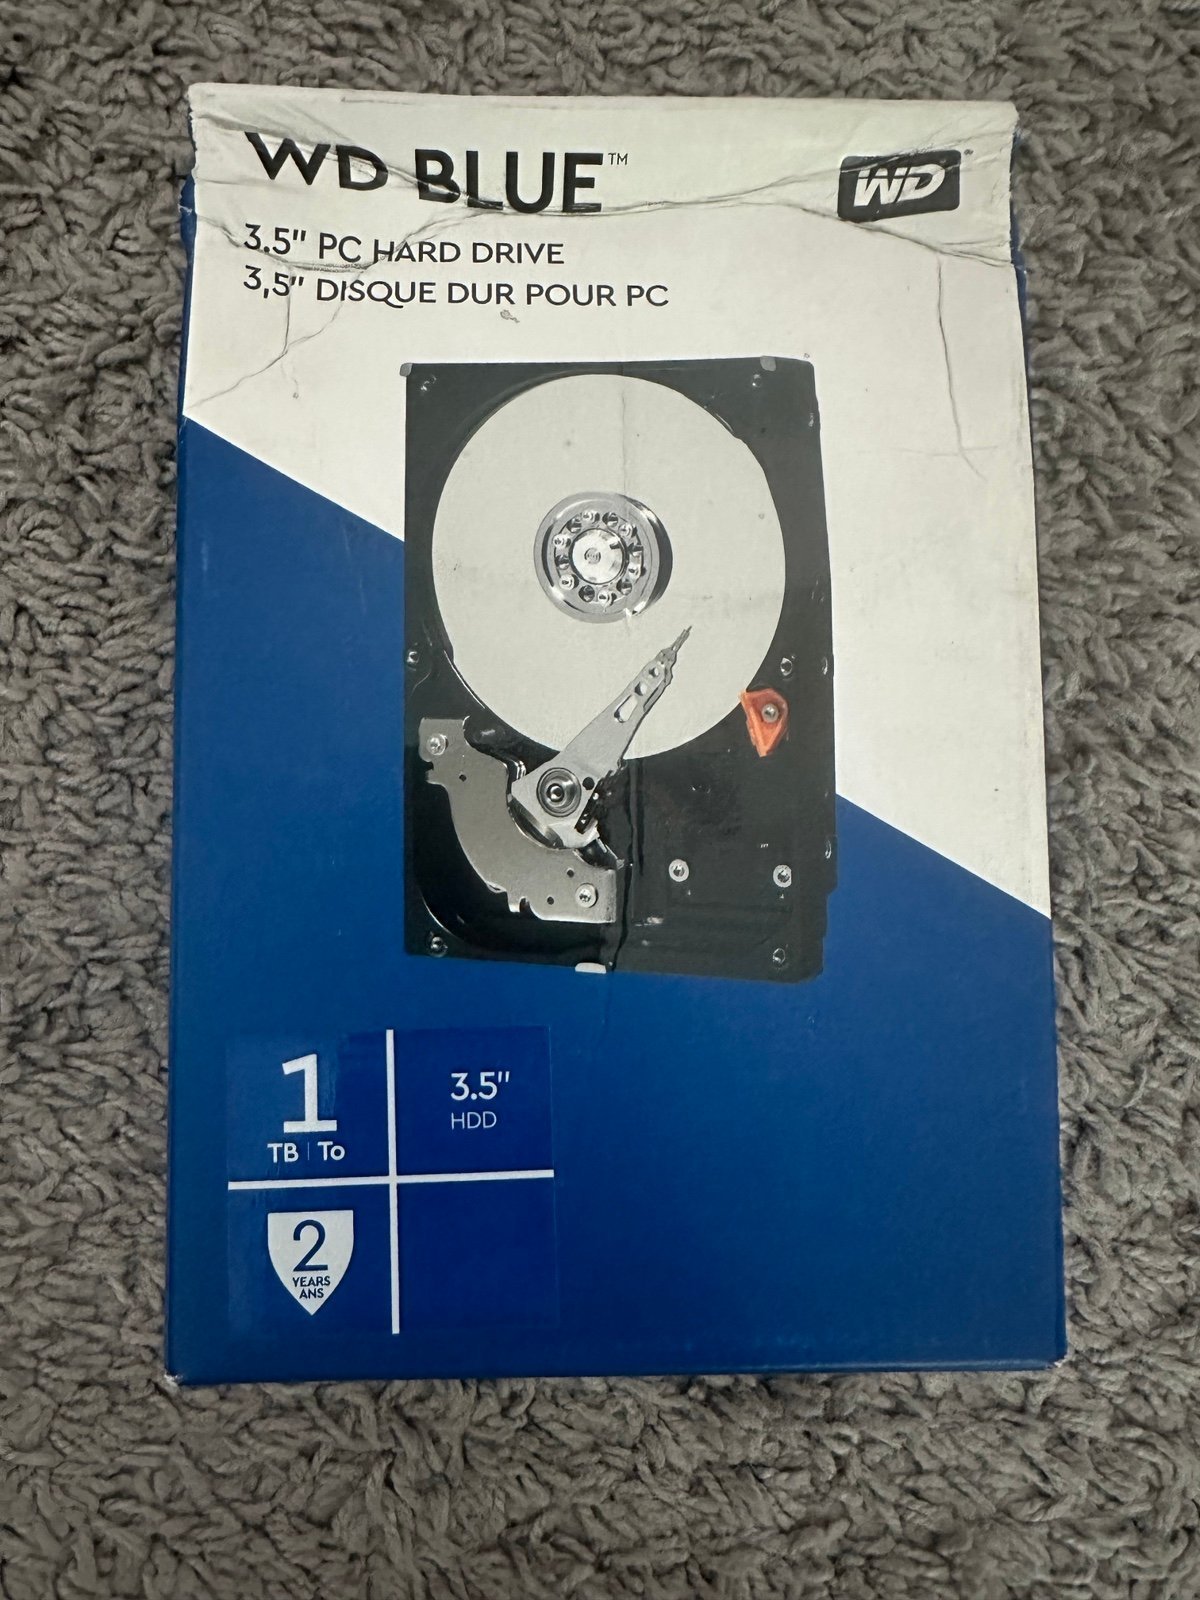 WD BLUE™
WD®
3.5" PC HARD DRIVE
3,5" DISQUE DUR POUR PC
1
TB | To
3.5"
HDD
2
YEARS
ANS